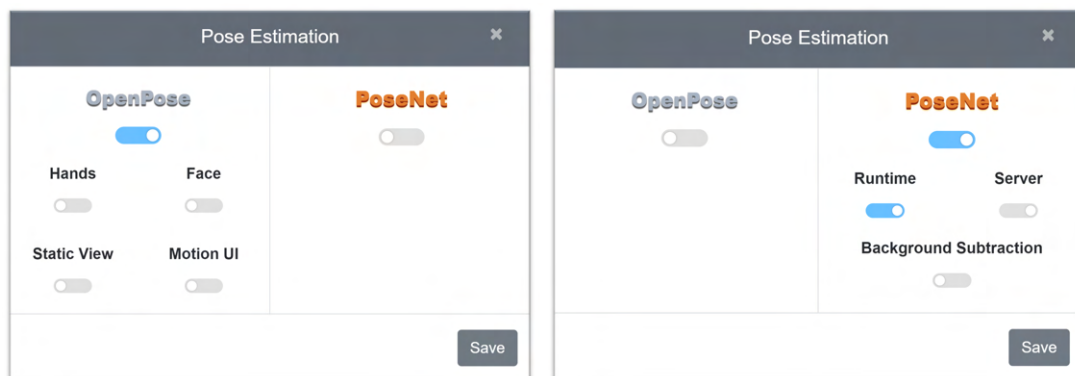 Pose Estimation ×
OpenPose PoseNet
Hands Face
Static View Motion UI
Save
Pose Estimation ×
OpenPose PoseNet
Runtime Server
Background Subtraction
Save